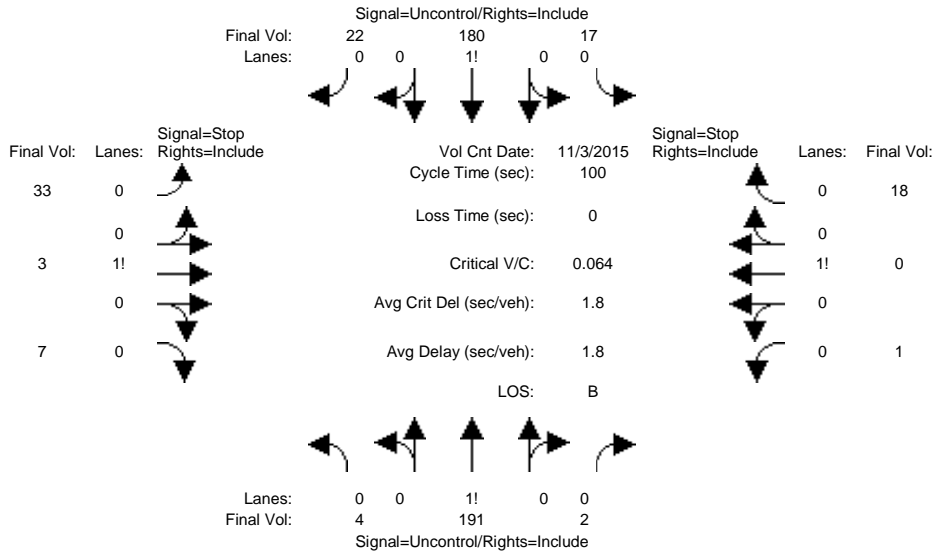 Signal=Uncontrol/Rights=Include
Final Vol: 22 180 17
Lanes: 0 0 1! 0 0
Signal=Stop
Final Vol: Lanes: Rights=Include
Vol Cnt Date: 11/3/2015
Signal=Stop
Rights=Include Lanes: Final Vol:
Cycle Time (sec): 100
33 0
0 18
Loss Time (sec): 0
0
0
3 1!
Critical V/C: 0.064
1! 0
0
Avg Crit Del (sec/veh): 1.8
0
7 0
Avg Delay (sec/veh): 1.8
0 1
LOS: B
Lanes: 0 0 1! 0 0
Final Vol: 4 191 2
Signal=Uncontrol/Rights=Include